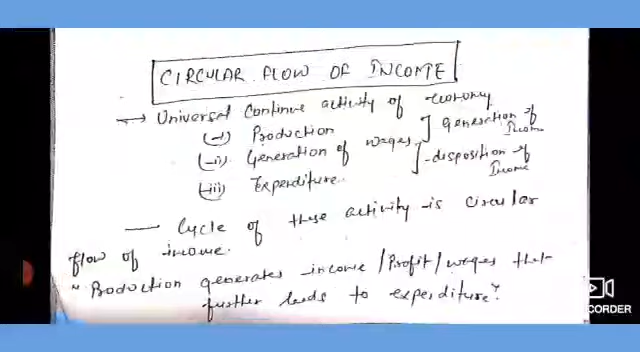 CIRCULAR FLOW OF INCOME
→ Universal Continue activity of economy
(i) Production ] Generation of Income
(ii) Generation of wages
(iii) Expenditure. ] - disposition of Income
— Cycle of these activity is circular
flow of income.
" Production generates income / Profit / wages that
further leads to expenditure".
CORDER